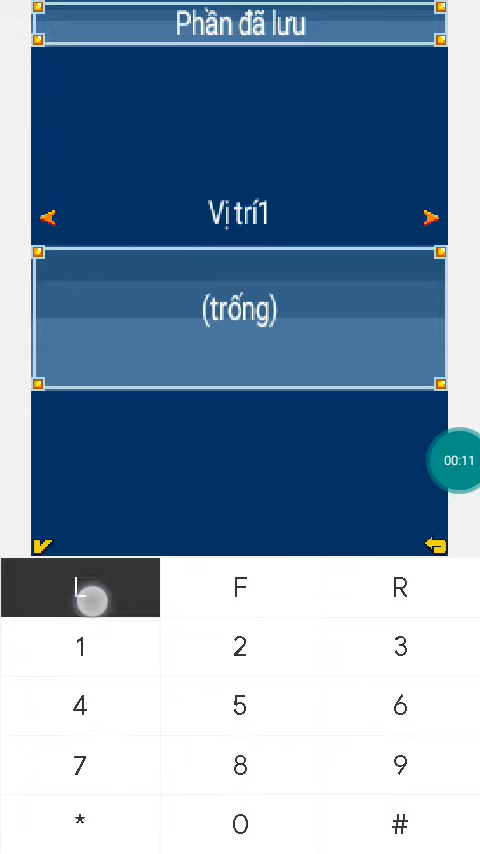 Phần đã lưu
Vị trí1
(trống)
00:11
L F R
1 2 3
4 5 6
7 8 9
* 0 #